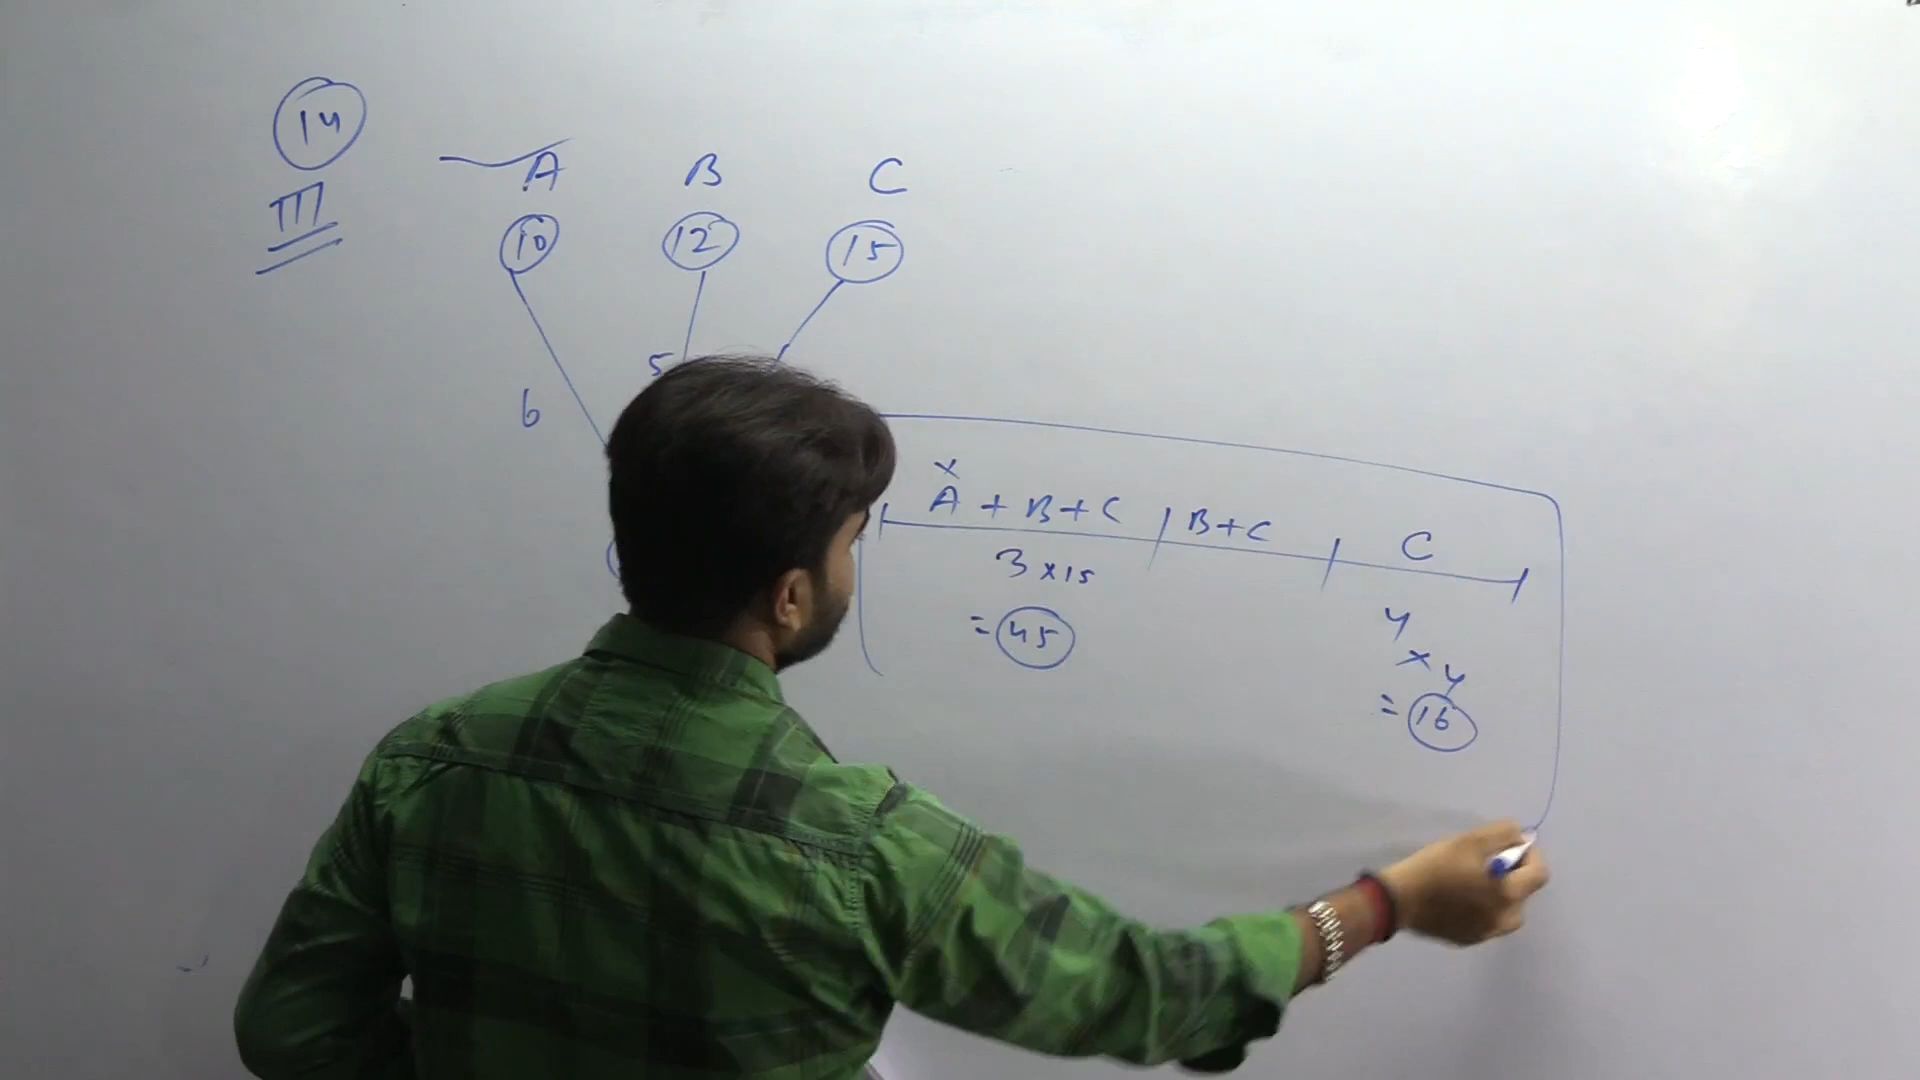 14
III
A B C
10 12 15
5
6
x
A + B + C B + C C
3 x 15
= 45
4
x 4
= 16